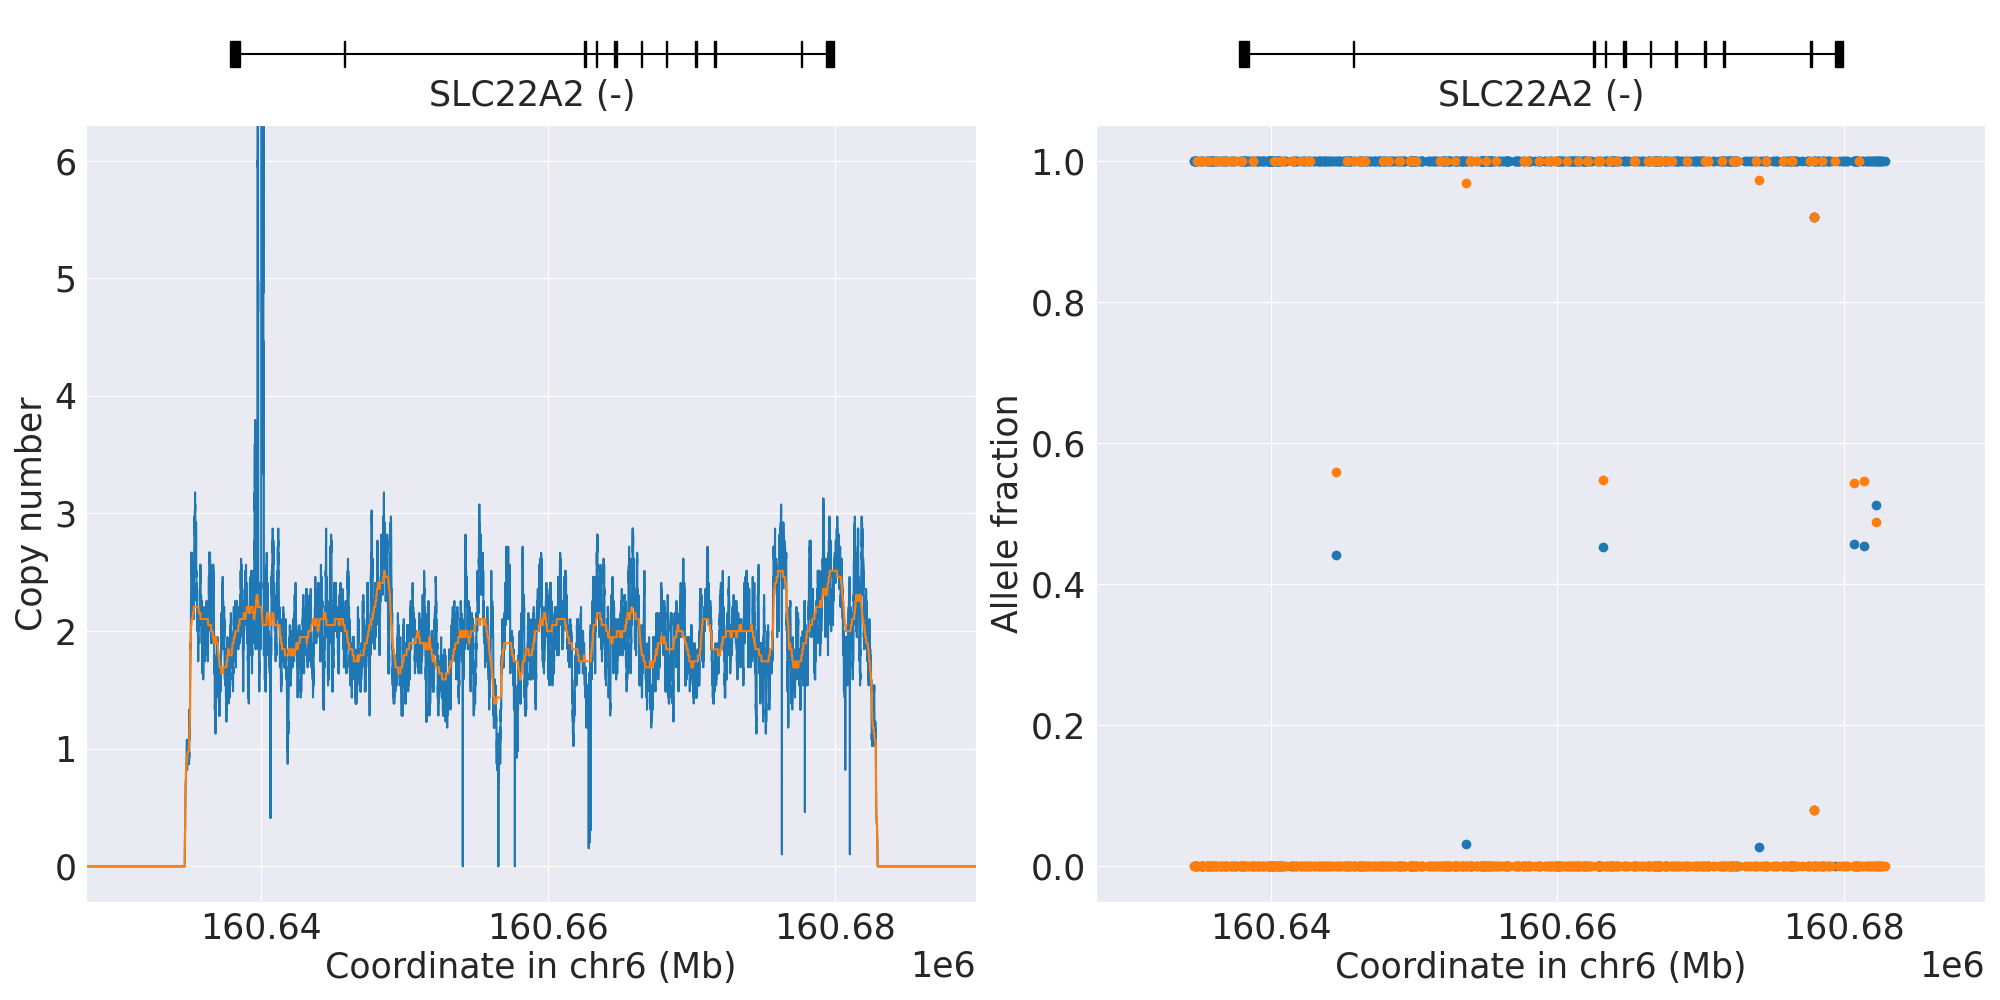 SLC22A2 (-)
6
5
4
3
2
1
0
Copy number
160.64
160.66
160.68
Coordinate in chr6 (Mb)
1e6
SLC22A2 (-)
1.0
0.8
0.6
0.4
0.2
0.0
Allele fraction
160.64
160.66
160.68
Coordinate in chr6 (Mb)
1e6